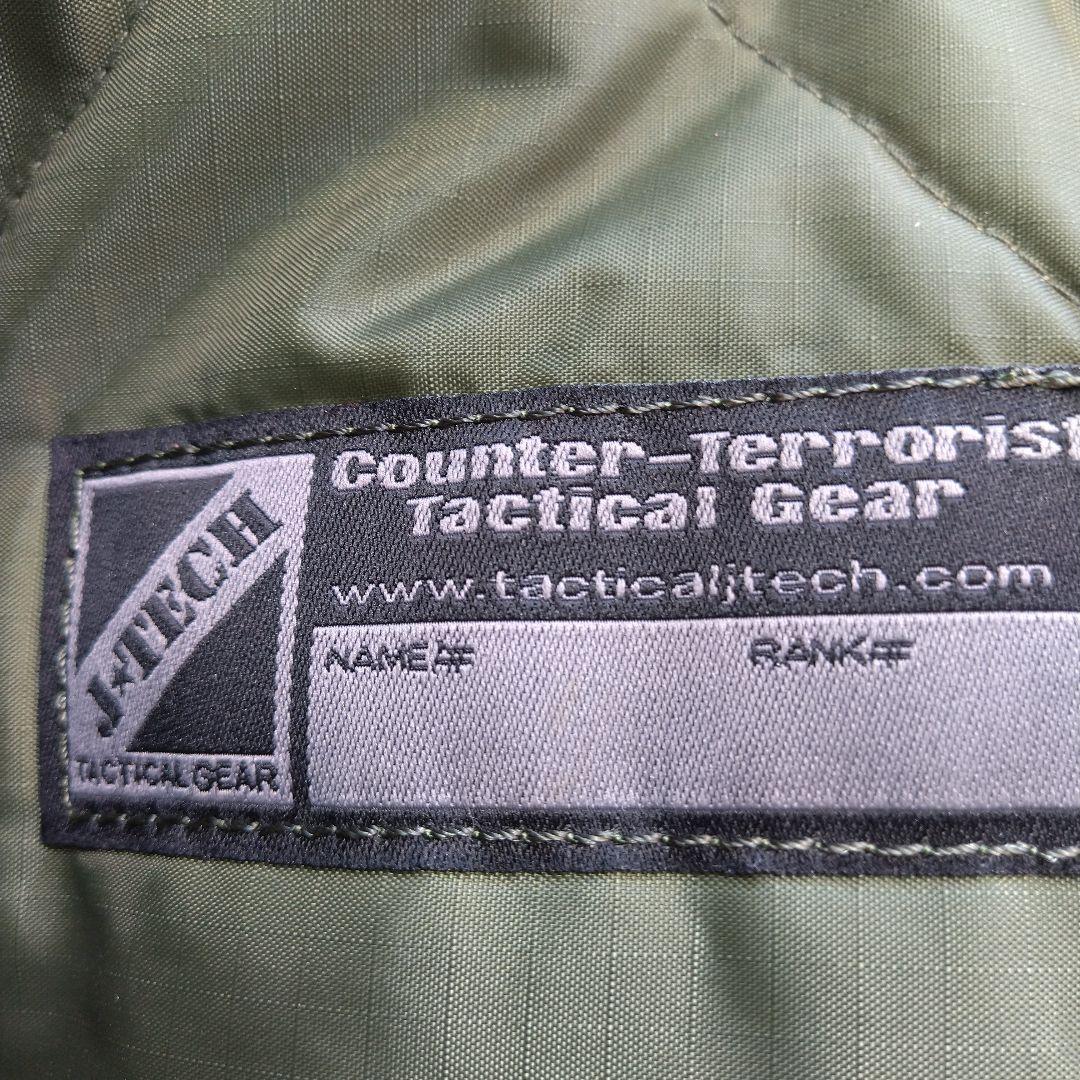 J★TECH
TACTICAL GEAR
Counter-Terrorist
Tactical Gear
www.tacticaljtech.com
NAME#
RANK#